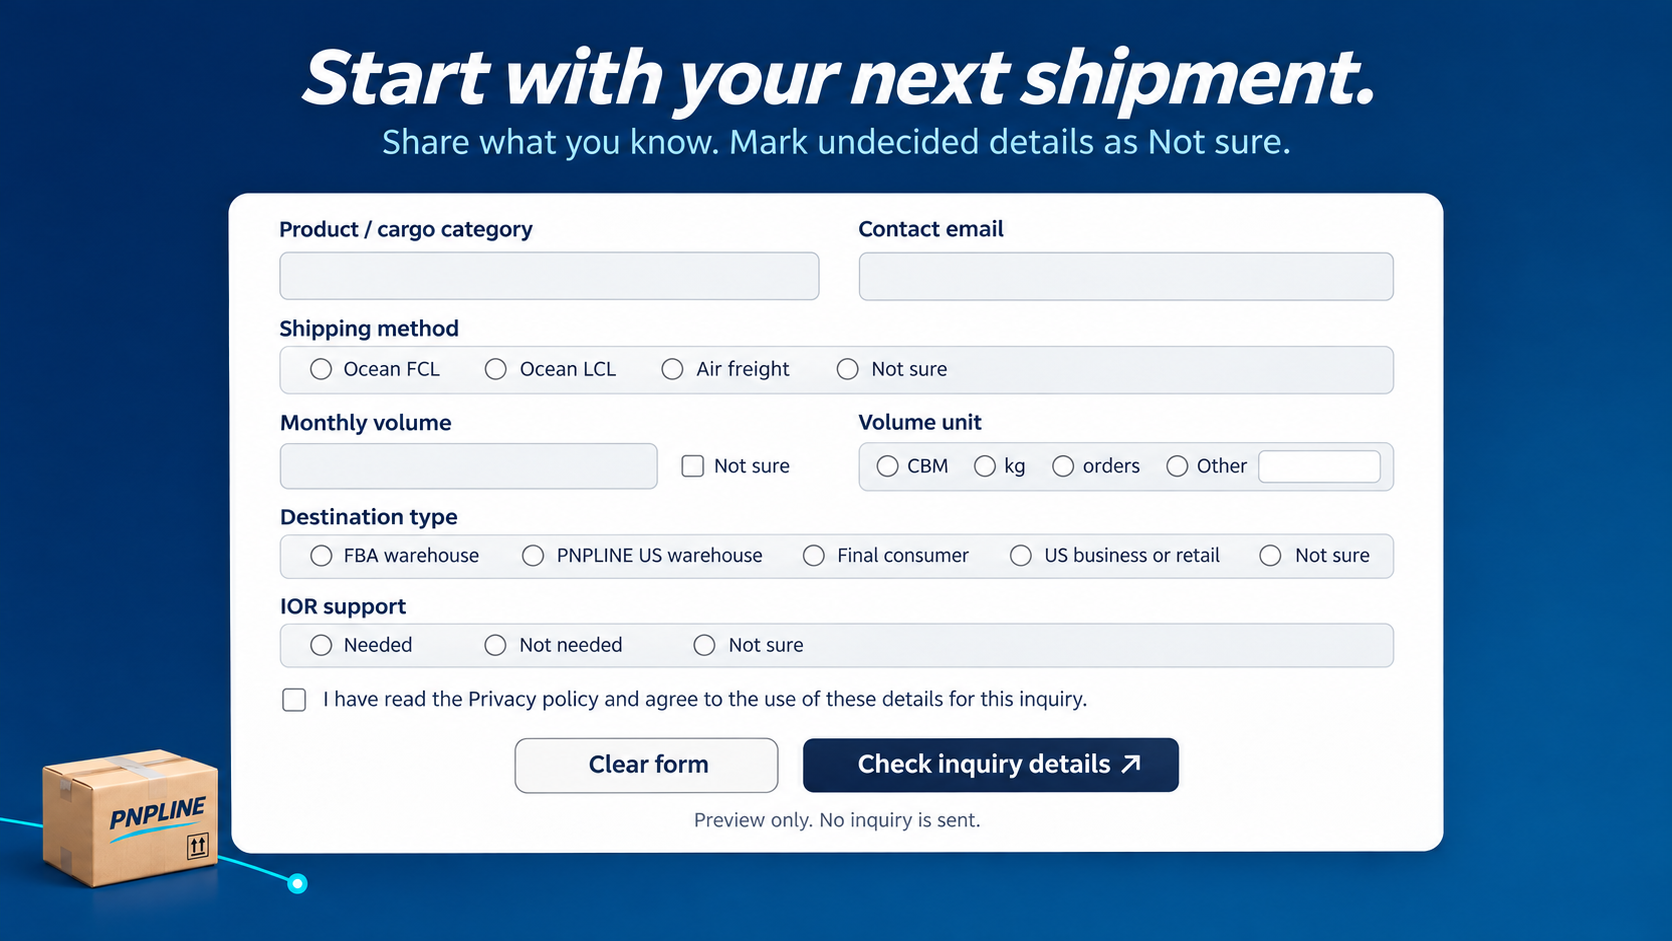 Start with your next shipment.
Share what you know. Mark undecided details as Not sure.
Product / cargo category
Contact email
Shipping method
Ocean FCL Ocean LCL Air freight Not sure
Monthly volume
Not sure
Volume unit
CBM kg orders Other
Destination type
FBA warehouse PNPLINE US warehouse Final consumer US business or retail Not sure
IOR support
Needed Not needed Not sure
I have read the Privacy policy and agree to the use of these details for this inquiry.
Clear form
Check inquiry details ↗
Preview only. No inquiry is sent.
PNPLINE